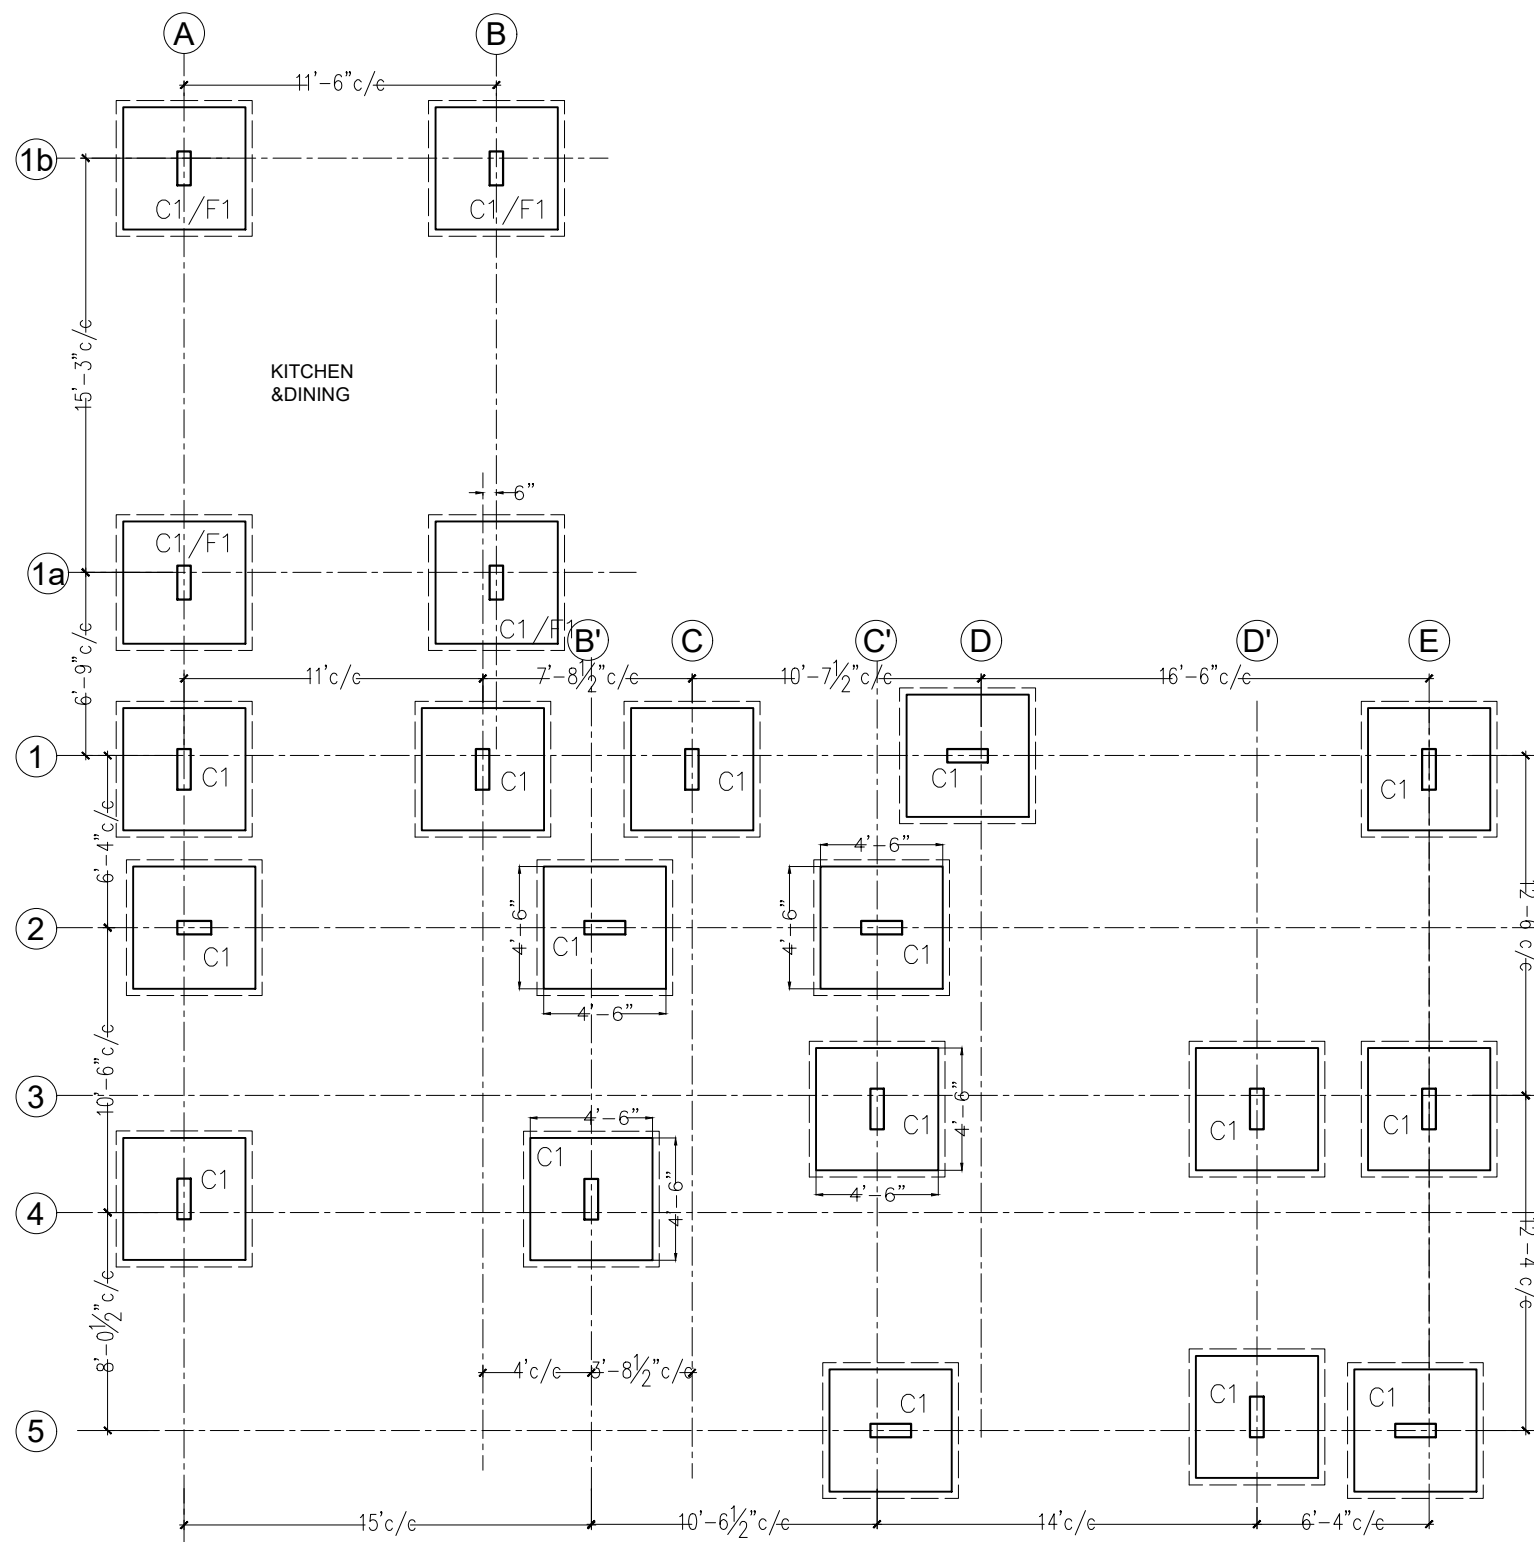 A B
11'-6"c/c
1b
C1/F1 C1/F1
15'-3"c/c
KITCHEN
&DINING
6"
C1/F1
1a
C1/F1
6'-9"c/c
B' C C' D D' E
11'c/c 7'-8½"c/c 10'-7½"c/c 16'-6"c/c
1
C1 C1 C1 C1 C1
6'-4"c/c
4'-6"
4'-6" 4'-6"
12'-6 c/c
2
C1 C1 C1
4'-6"
10'-6"c/c
3
C1 4'-6" C1 C1
4'-6"
C1 C1
4'-6"
4'-6"
4
12'-4 c/c
8'-0½"c/c
4'c/c 3'-8½"c/c
C1 C1 C1
5
15'c/c 10'-6½"c/c 14'c/c 6'-4"c/c